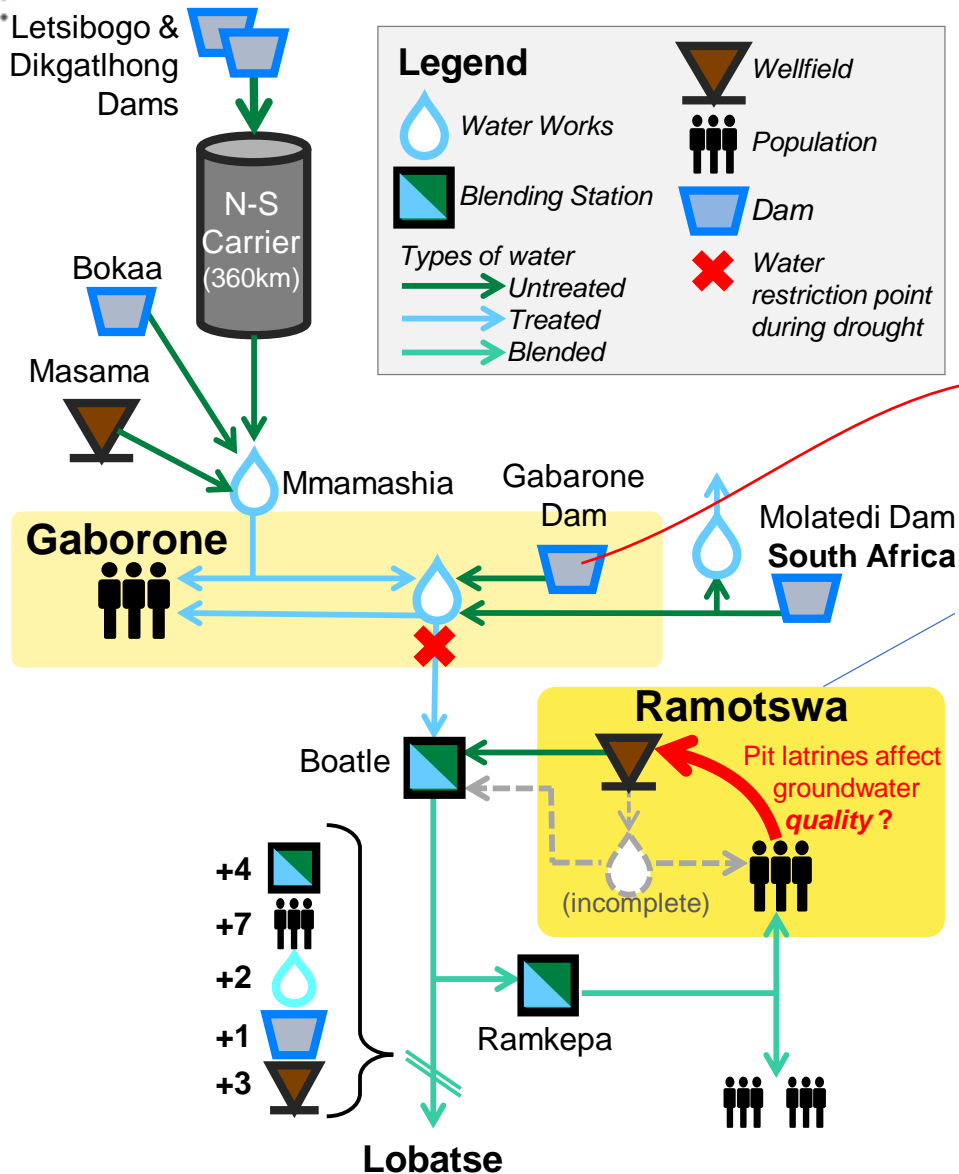 Letsibogo &
Dikgatlhong
Dams
Legend
Water Works
Blending Station
Types of water
Untreated
Treated
Blended
Wellfield
Population
Dam
Water
restriction point
during drought
N-S
Carrier
(360km)
Bokaa
Masama
Mmamashia
Gabarone
Dam
Molatedi Dam
South Africa
Gaborone
Ramotswa
Boatle
Pit latrines affect
groundwater
quality ?
(incomplete)
+4
+7
+2
+1
+3
Ramkepa
Lobatse